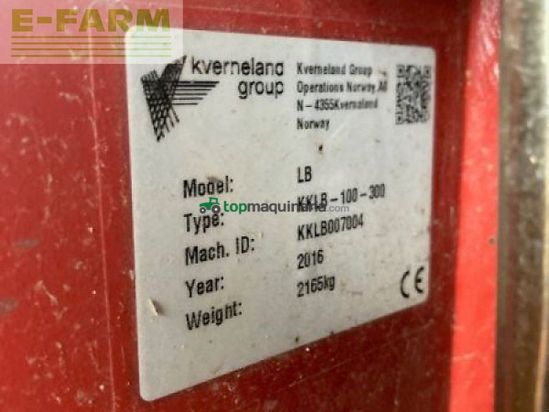 E-FARM
kverneland
group
Kverneland Group
Operations Norway, AS
N-4355Kvernaland
Norway
Model: LB
Type: KKLB-100-300
topmaquinaria.com
Mach. ID: KKLB007004
Year: 2016
Weight: 2165kg
CE